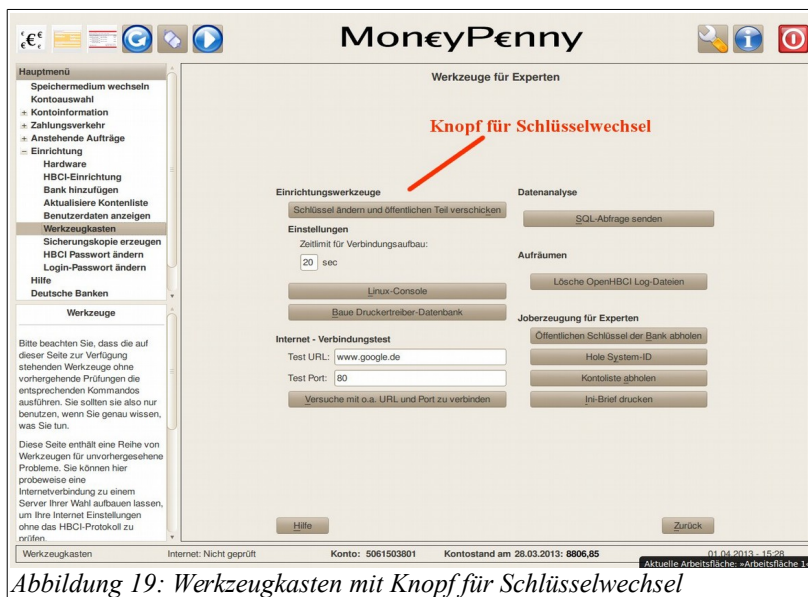 Mon€yP€nny
Hauptmenü
Speichermedium wechseln
Kontoauswahl
Kontoinformation
Zahlungsverkehr
Anstehende Aufträge
Einrichtung
Hardware
HBCI-Einrichtung
Bank hinzufügen
Aktualisiere Kontenliste
Benutzerdaten anzeigen
Werkzeugkasten
Sicherungskopie erzeugen
HBCI Passwort ändern
Login-Passwort ändern
Hilfe
Deutsche Banken
Werkzeuge
Bitte beachten Sie, dass die auf
dieser Seite zur Verfügung
stehenden Werkzeuge ohne
vorhergehende Prüfungen die
entsprechenden Kommandos
ausführen. Sie sollten sie also nur
benutzen, wenn Sie genau wissen,
was Sie tun.
Diese Seite enthält eine Reihe von
Werkzeugen für unvorhergesehene
Probleme. Sie können hier
probeweise eine
Internetverbindung zu einem
Server Ihrer Wahl aufbauen lassen,
um Ihre Internet Einstellungen
ohne das HBCI-Protokoll zu
prüfen.
Werkzeuge für Experten
Knopf für Schlüsselwechsel
Einrichtungswerkzeuge
Schlüssel ändern und öffentlichen Teil verschicken
Einstellungen
Zeitlimit für Verbindungsaufbau:
20 sec
Linux-Console
Baue Druckertreiber-Datenbank
Internet - Verbindungstest
Test URL: www.google.de
Test Port: 80
Versuche mit o.a. URL und Port zu verbinden
Datenanalyse
SQL-Abfrage senden
Aufräumen
Lösche OpenHBCI Log-Dateien
Joberzeugung für Experten
Öffentlichen Schlüssel der Bank abholen
Hole System-ID
Kontoliste abholen
Ini-Brief drucken
Hilfe
Zurück
Werkzeugkasten Internet: Nicht geprüft Konto: 5061503801 Kontostand am 28.03.2013: 8806,85 01.04.2013 - 15:28
Aktuelle Arbeitsfläche: »Arbeitsfläche 1«
Abbildung 19: Werkzeugkasten mit Knopf für Schlüsselwechsel